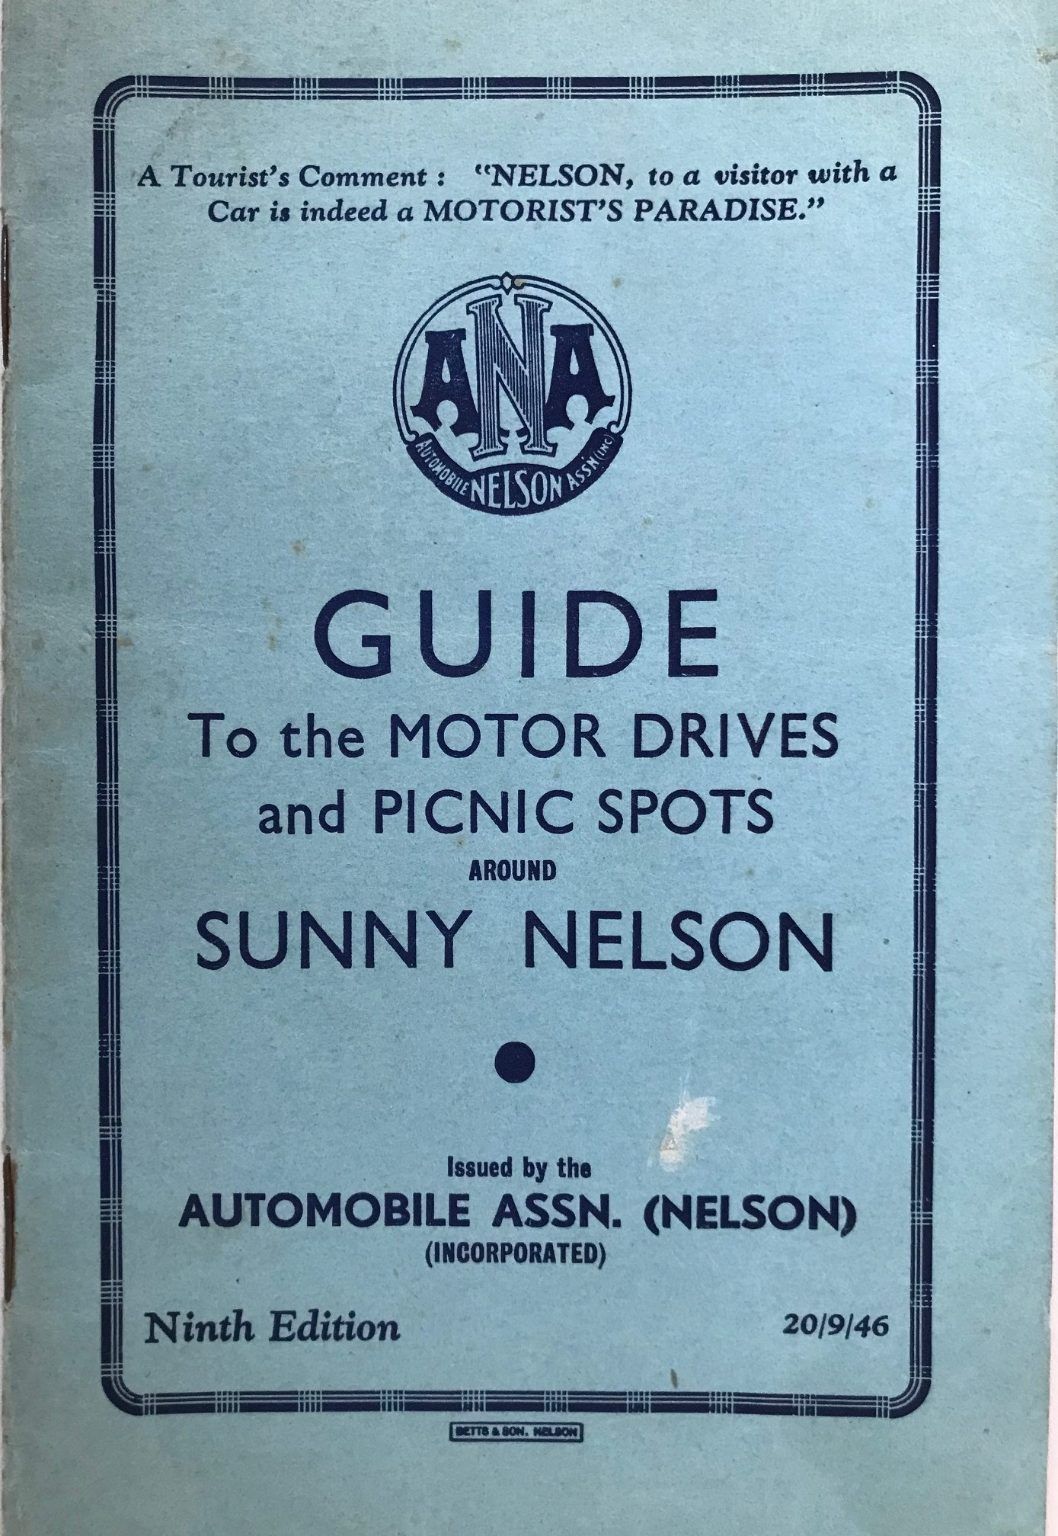 A Tourist's Comment : "NELSON, to a visitor with a
Car is indeed a MOTORIST'S PARADISE."
ANA
AUTOMOBILE NELSON ASSN (INC)
GUIDE
To the MOTOR DRIVES
and PICNIC SPOTS
AROUND
SUNNY NELSON
Issued by the
AUTOMOBILE ASSN. (NELSON)
(INCORPORATED)
Ninth Edition
20/9/46
BETTS & SON, NELSON